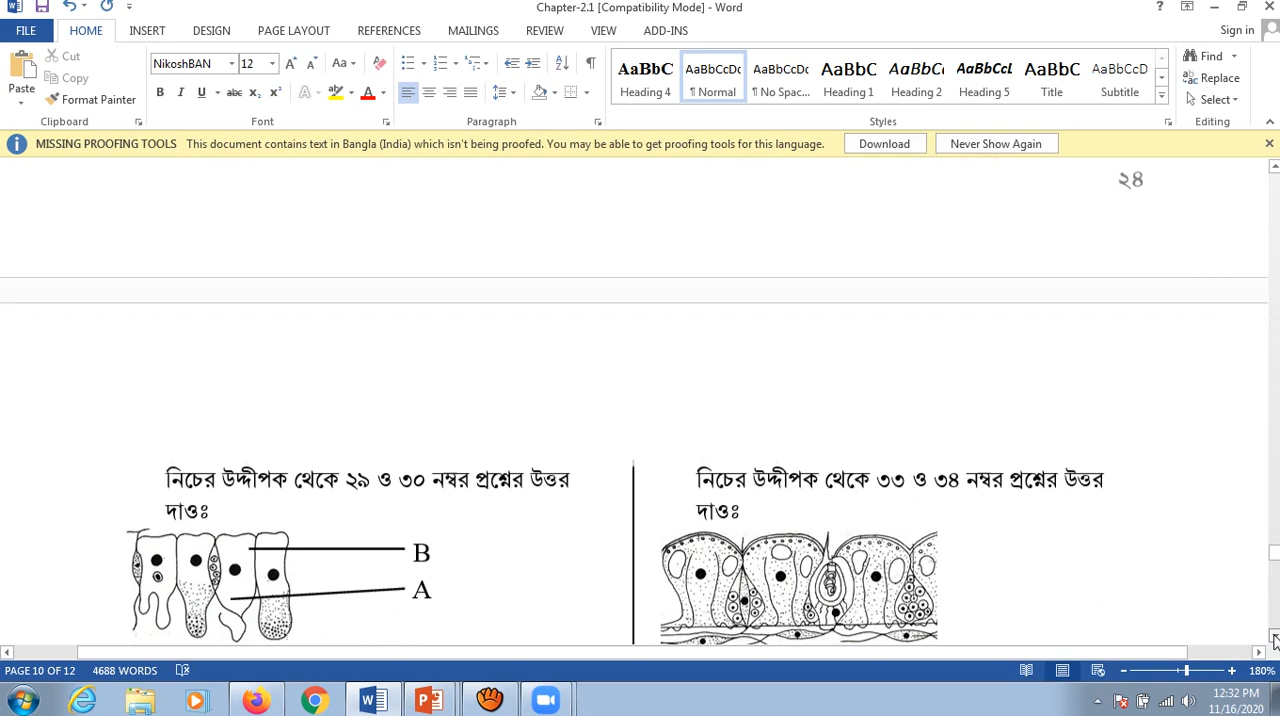 Chapter-2.1 [Compatibility Mode] - Word
FILE HOME INSERT DESIGN PAGE LAYOUT REFERENCES MAILINGS REVIEW VIEW ADD-INS Sign in
Paste
Cut
Copy
Format Painter
Clipboard
NikoshBAN 12
Aa
B I U abc x₂ x² A A
Font
Paragraph
AaBbC AaBbCcDc AaBbCcDc AaBbC AaBbC AaBbCcI AaBbC AaBbCcD
Heading 4 ¶ Normal ¶ No Spac... Heading 1 Heading 2 Heading 5 Title Subtitle
Styles
Find
Replace
Select
Editing
MISSING PROOFING TOOLS This document contains text in Bangla (India) which isn't being proofed. You may be able to get proofing tools for this language. Download Never Show Again
২৪
নিচের উদ্দীপক থেকে ২৯ ও ৩০ নম্বর প্রশ্নের উত্তর
দাওঃ
B
A
নিচের উদ্দীপক থেকে ৩৩ ও ৩৪ নম্বর প্রশ্নের উত্তর
দাওঃ
PAGE 10 OF 12 4688 WORDS 180%
12:32 PM
11/16/2020